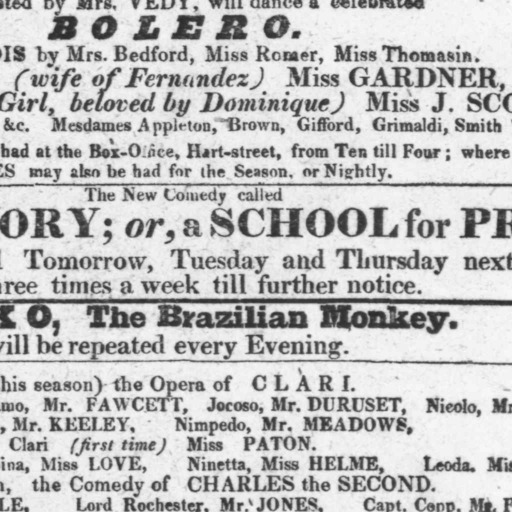 sted by Mrs. VEDY, will dance a celebrated
BOLERO.
DIS by Mrs. Bedford, Miss Romer, Miss Thomasin.
(wife of Fernandez) Miss GARDNER,
Girl, beloved by Dominique) Miss J. SCO
&c. Mesdames Appleton, Brown, Gifford, Grimaldi, Smith
had at the Box-Office, Hart-street, from Ten till Four; where
ES may also be had for the Season, or Nightly.
The New Comedy called
ORY; or, a SCHOOL for PR
Tomorrow, Tuesday and Thursday next
hree times a week till further notice.
KO, The Brazilian Monkey.
will be repeated every Evening.
his season) the Opera of CLARI.
mo, Mr. FAWCETT, Jocoso, Mr. DURUSET, Nicolo, Mr
, Mr. KEELEY, Nimpedo, Mr. MEADOWS,
Clari (first time) Miss PATON.
ina, Miss LOVE, Ninetta, Miss HELME, Leoda, Mis
, the Comedy of CHARLES the SECOND.
LE, Lord Rochester, Mr. JONES, Capt. Copp, Mr. F